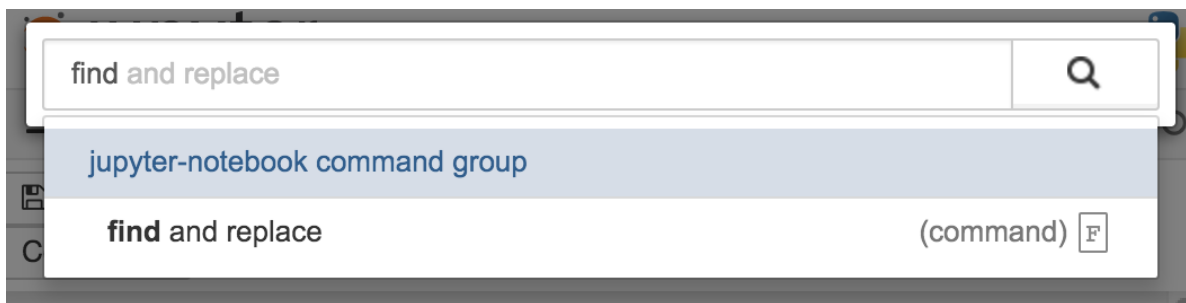 find and replace
jupyter-notebook command group
find and replace (command) F
C